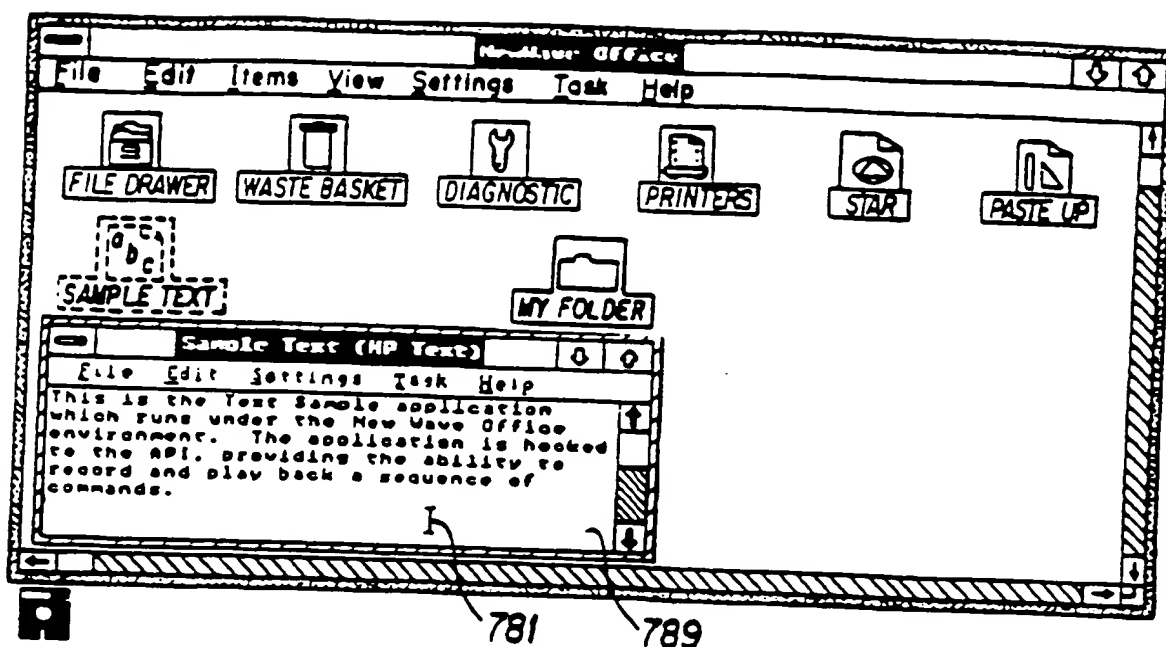 NewWave Office
File Edit Items View Settings Task Help
FILE DRAWER WASTE BASKET DIAGNOSTIC PRINTERS STAR PASTE UP
abc
SAMPLE TEXT MY FOLDER
Sample Text (HP Text)
File Edit Settings Task Help
This is the Text Sample application
which runs under the New Wave Office
environment. The application is hooked
to the API, providing the ability to
record and play back a sequence of
commands.
781 789